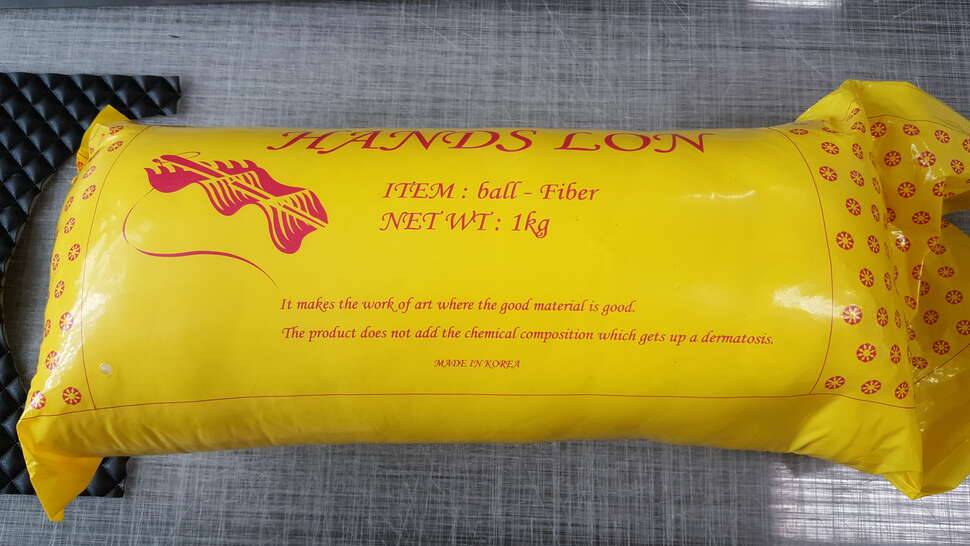 HANDS LON
ITEM : ball - Fiber
NET WT : 1kg
It makes the work of art where the good material is good.
The product does not add the chemical composition which gets up a dermatosis.
MADE IN KOREA